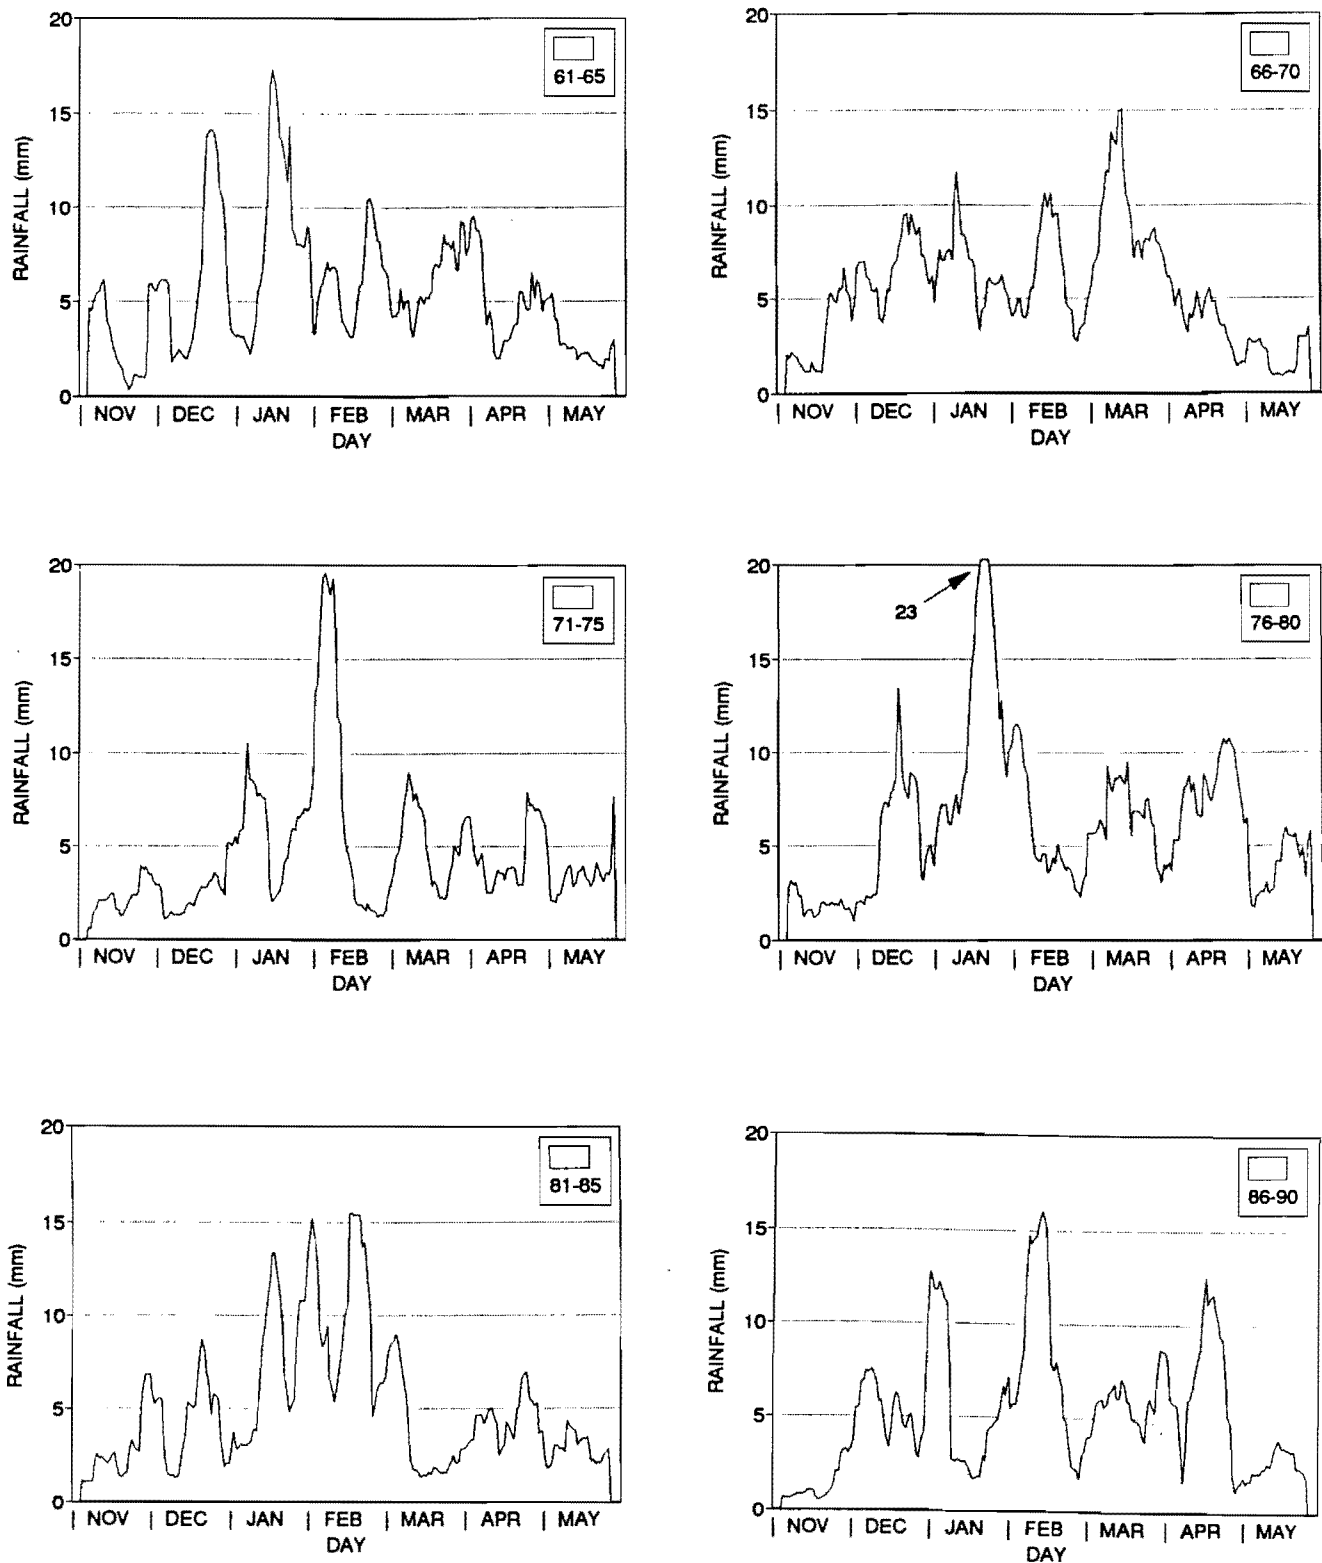 20
15
10
5
0
RAINFALL (mm)
61-65
NOV | DEC | JAN | FEB | MAR | APR | MAY
DAY
20
15
10
5
0
RAINFALL (mm)
66-70
NOV | DEC | JAN | FEB | MAR | APR | MAY
DAY
20
15
10
5
0
RAINFALL (mm)
71-75
NOV | DEC | JAN | FEB | MAR | APR | MAY
DAY
20
15
10
5
0
RAINFALL (mm)
23
76-80
NOV | DEC | JAN | FEB | MAR | APR | MAY
DAY
20
15
10
5
0
RAINFALL (mm)
81-85
NOV | DEC | JAN | FEB | MAR | APR | MAY
DAY
20
15
10
5
0
RAINFALL (mm)
86-90
NOV | DEC | JAN | FEB | MAR | APR | MAY
DAY